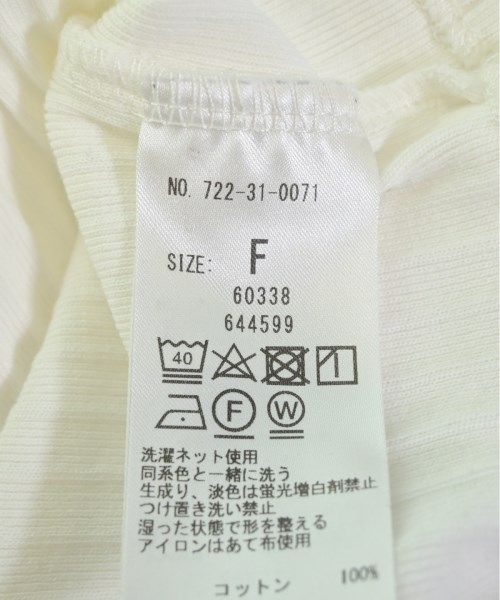 NO. 722-31-0071
SIZE: F
60338
644599
40
F W
洗濯ネット使用
同系色と一緒に洗う
生成り、淡色は蛍光増白剤禁止
つけ置き洗い禁止
湿った状態で形を整える
アイロンはあて布使用
コットン 100%